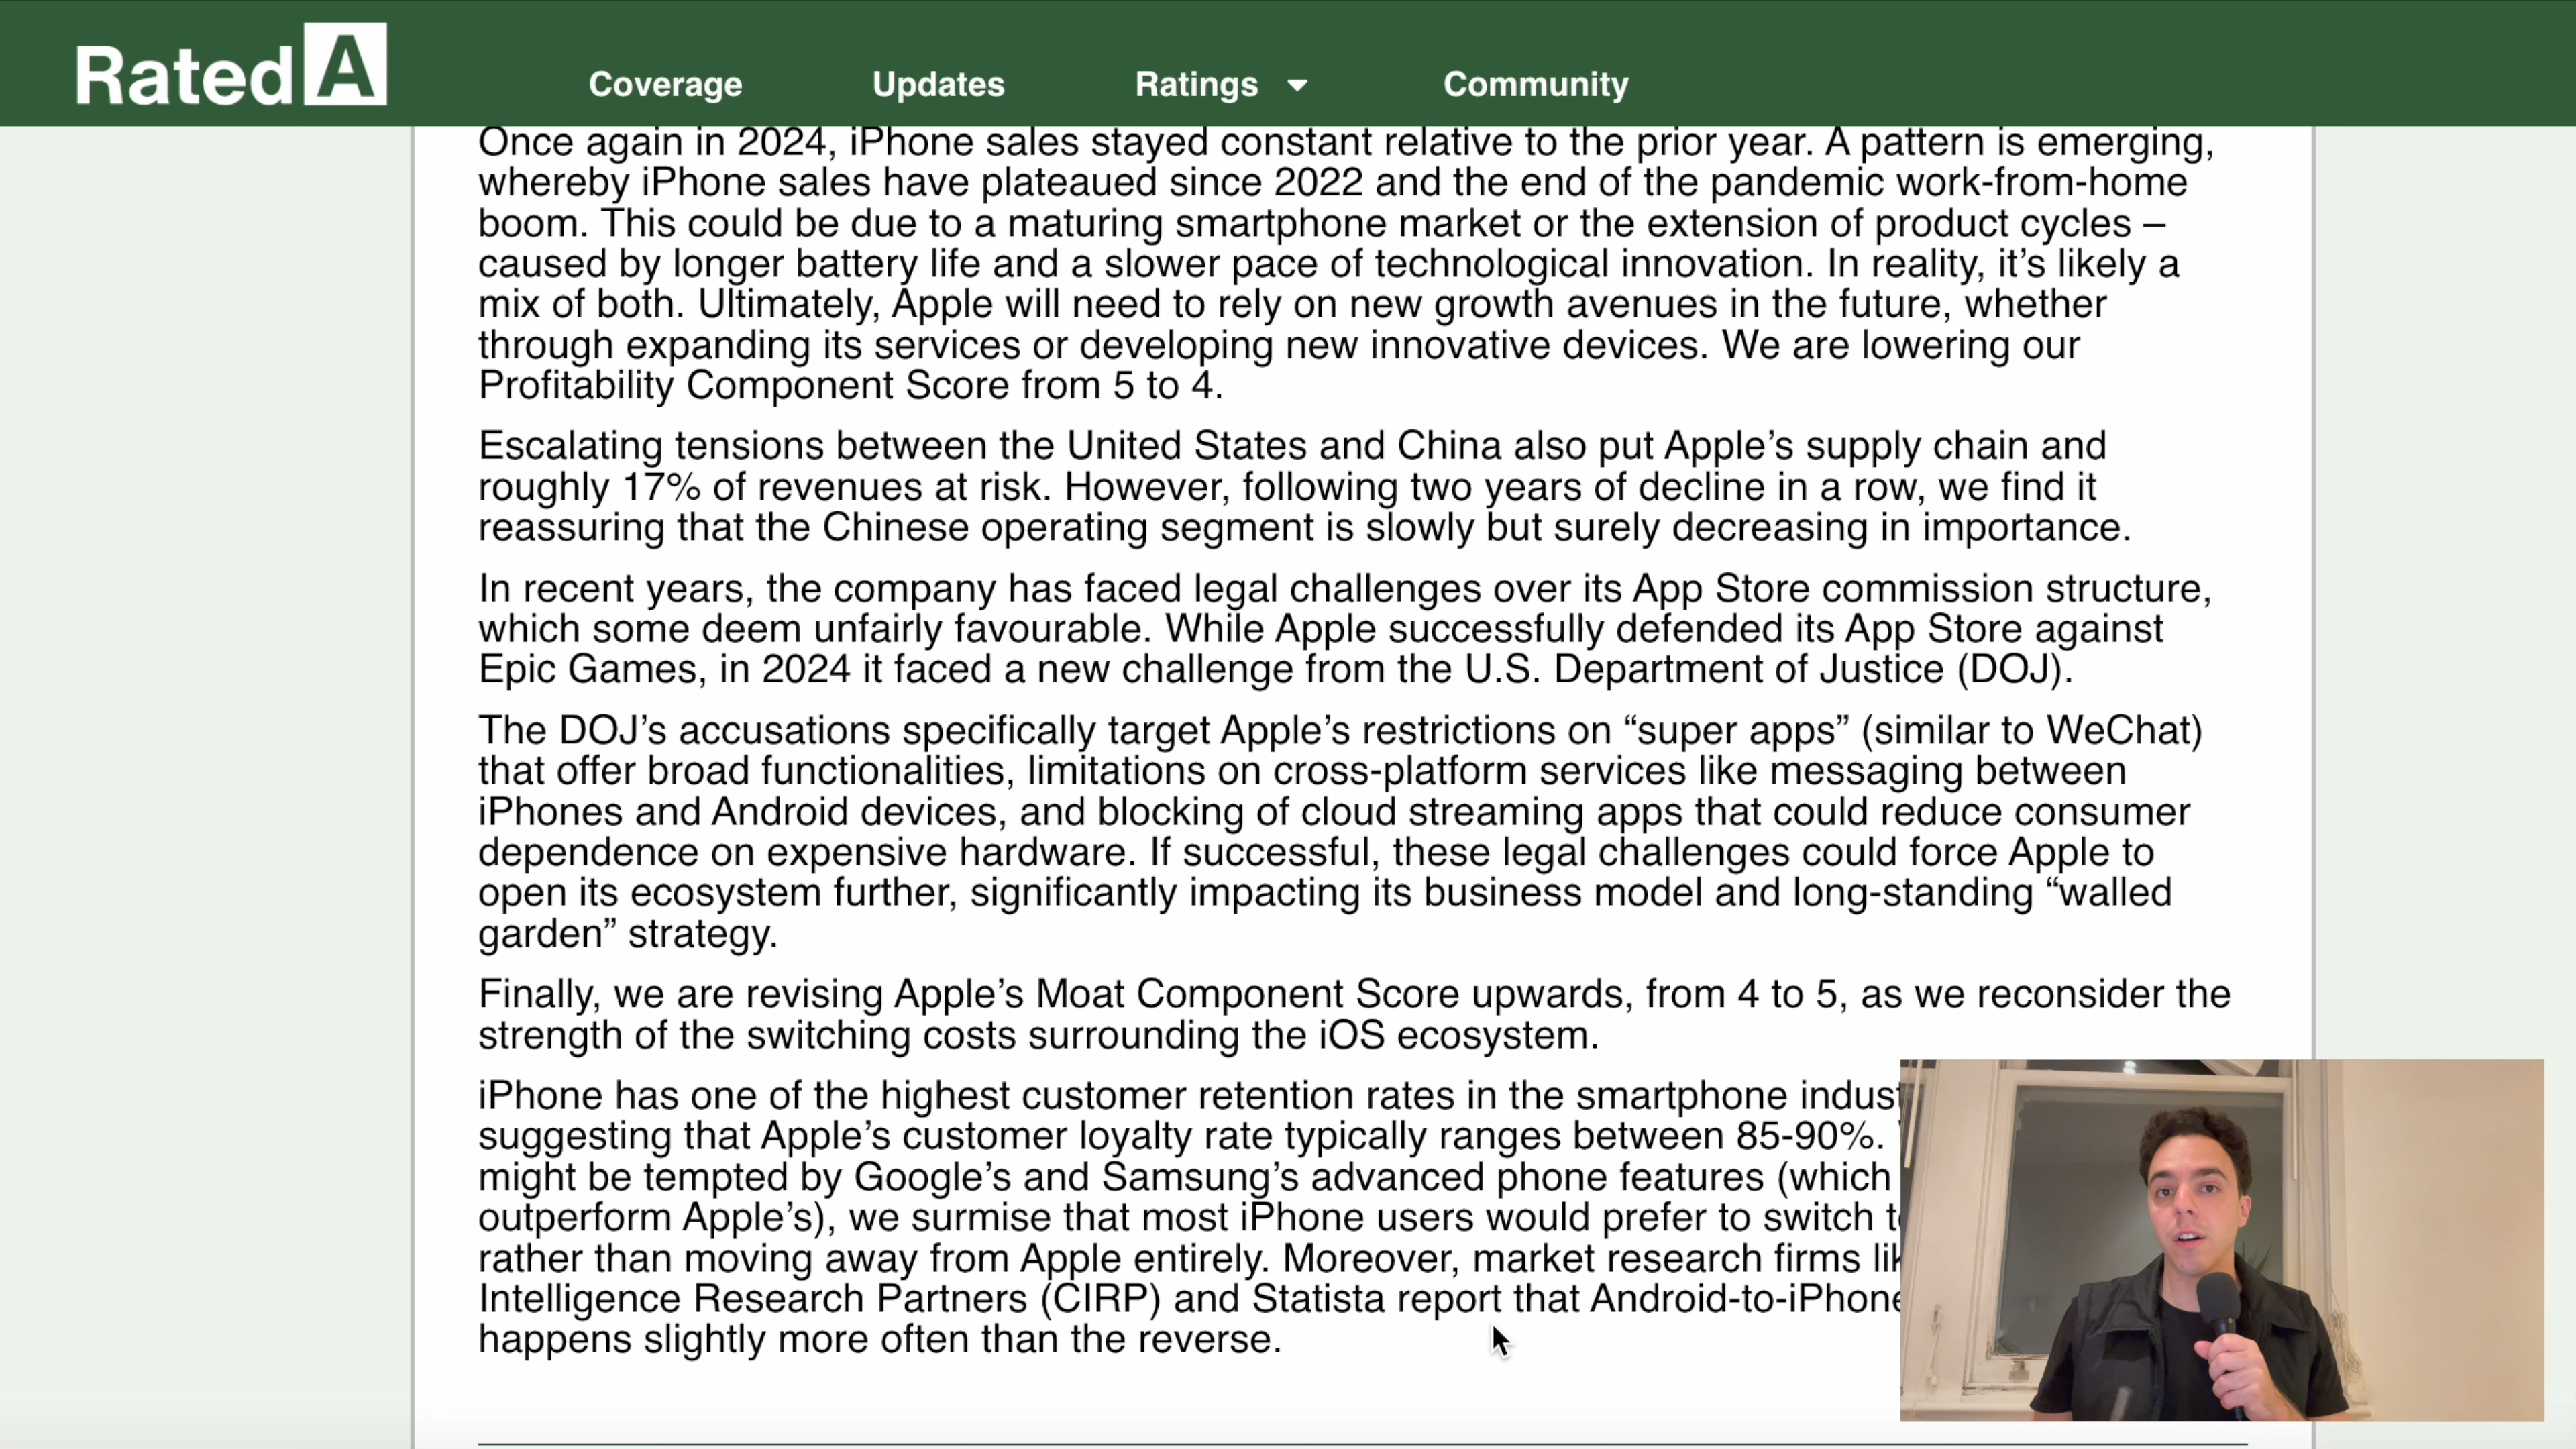 Rated A
Coverage Updates Ratings Community
Once again in 2024, iPhone sales stayed constant relative to the prior year. A pattern is emerging,
whereby iPhone sales have plateaued since 2022 and the end of the pandemic work-from-home
boom. This could be due to a maturing smartphone market or the extension of product cycles –
caused by longer battery life and a slower pace of technological innovation. In reality, it’s likely a
mix of both. Ultimately, Apple will need to rely on new growth avenues in the future, whether
through expanding its services or developing new innovative devices. We are lowering our
Profitability Component Score from 5 to 4.
Escalating tensions between the United States and China also put Apple’s supply chain and
roughly 17% of revenues at risk. However, following two years of decline in a row, we find it
reassuring that the Chinese operating segment is slowly but surely decreasing in importance.
In recent years, the company has faced legal challenges over its App Store commission structure,
which some deem unfairly favourable. While Apple successfully defended its App Store against
Epic Games, in 2024 it faced a new challenge from the U.S. Department of Justice (DOJ).
The DOJ’s accusations specifically target Apple’s restrictions on “super apps” (similar to WeChat)
that offer broad functionalities, limitations on cross-platform services like messaging between
iPhones and Android devices, and blocking of cloud streaming apps that could reduce consumer
dependence on expensive hardware. If successful, these legal challenges could force Apple to
open its ecosystem further, significantly impacting its business model and long-standing “walled
garden” strategy.
Finally, we are revising Apple’s Moat Component Score upwards, from 4 to 5, as we reconsider the
strength of the switching costs surrounding the iOS ecosystem.
iPhone has one of the highest customer retention rates in the smartphone
suggesting that Apple’s customer loyalty rate typically ranges between 85-90%.
might be tempted by Google’s and Samsung’s advanced phone features (which
outperform Apple’s), we surmise that most iPhone users would prefer to switch
rather than moving away from Apple entirely. Moreover, market research firms
Intelligence Research Partners (CIRP) and Statista report that Android-to-iPhone
happens slightly more often than the reverse.